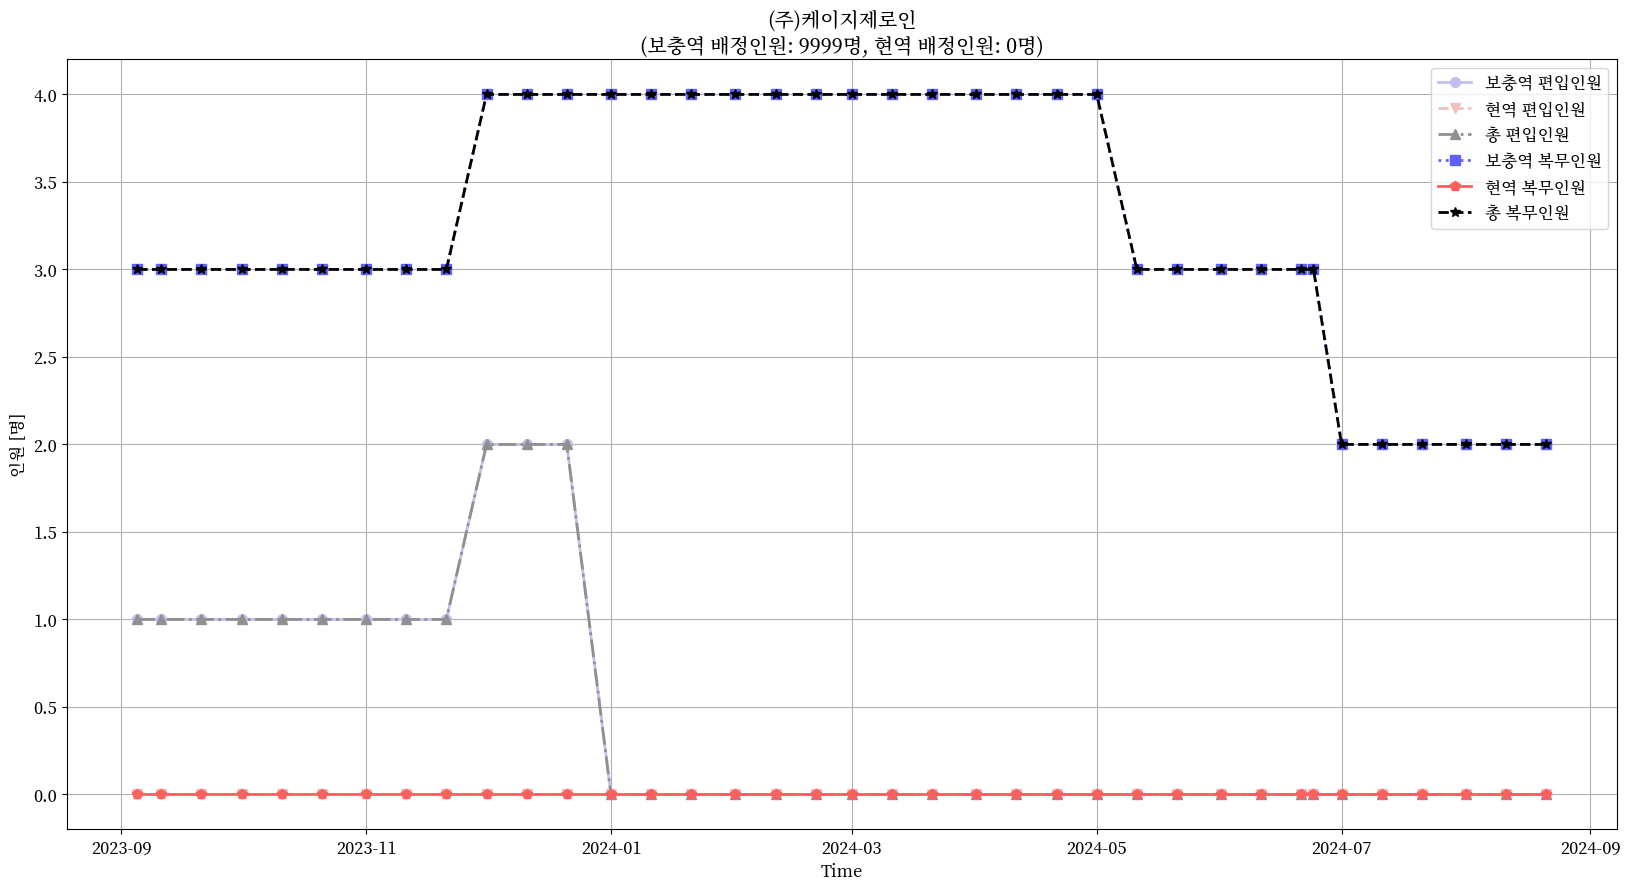 (주)케이지제로인
(보충역 배정인원: 9999명, 현역 배정인원: 0명)
보충역 편입인원
현역 편입인원
총 편입인원
보충역 복무인원
현역 복무인원
총 복무인원
인원 [명]
4.0
3.5
3.0
2.5
2.0
1.5
1.0
0.5
0.0
2023-09
2023-11
2024-01
2024-03
2024-05
2024-07
2024-09
Time